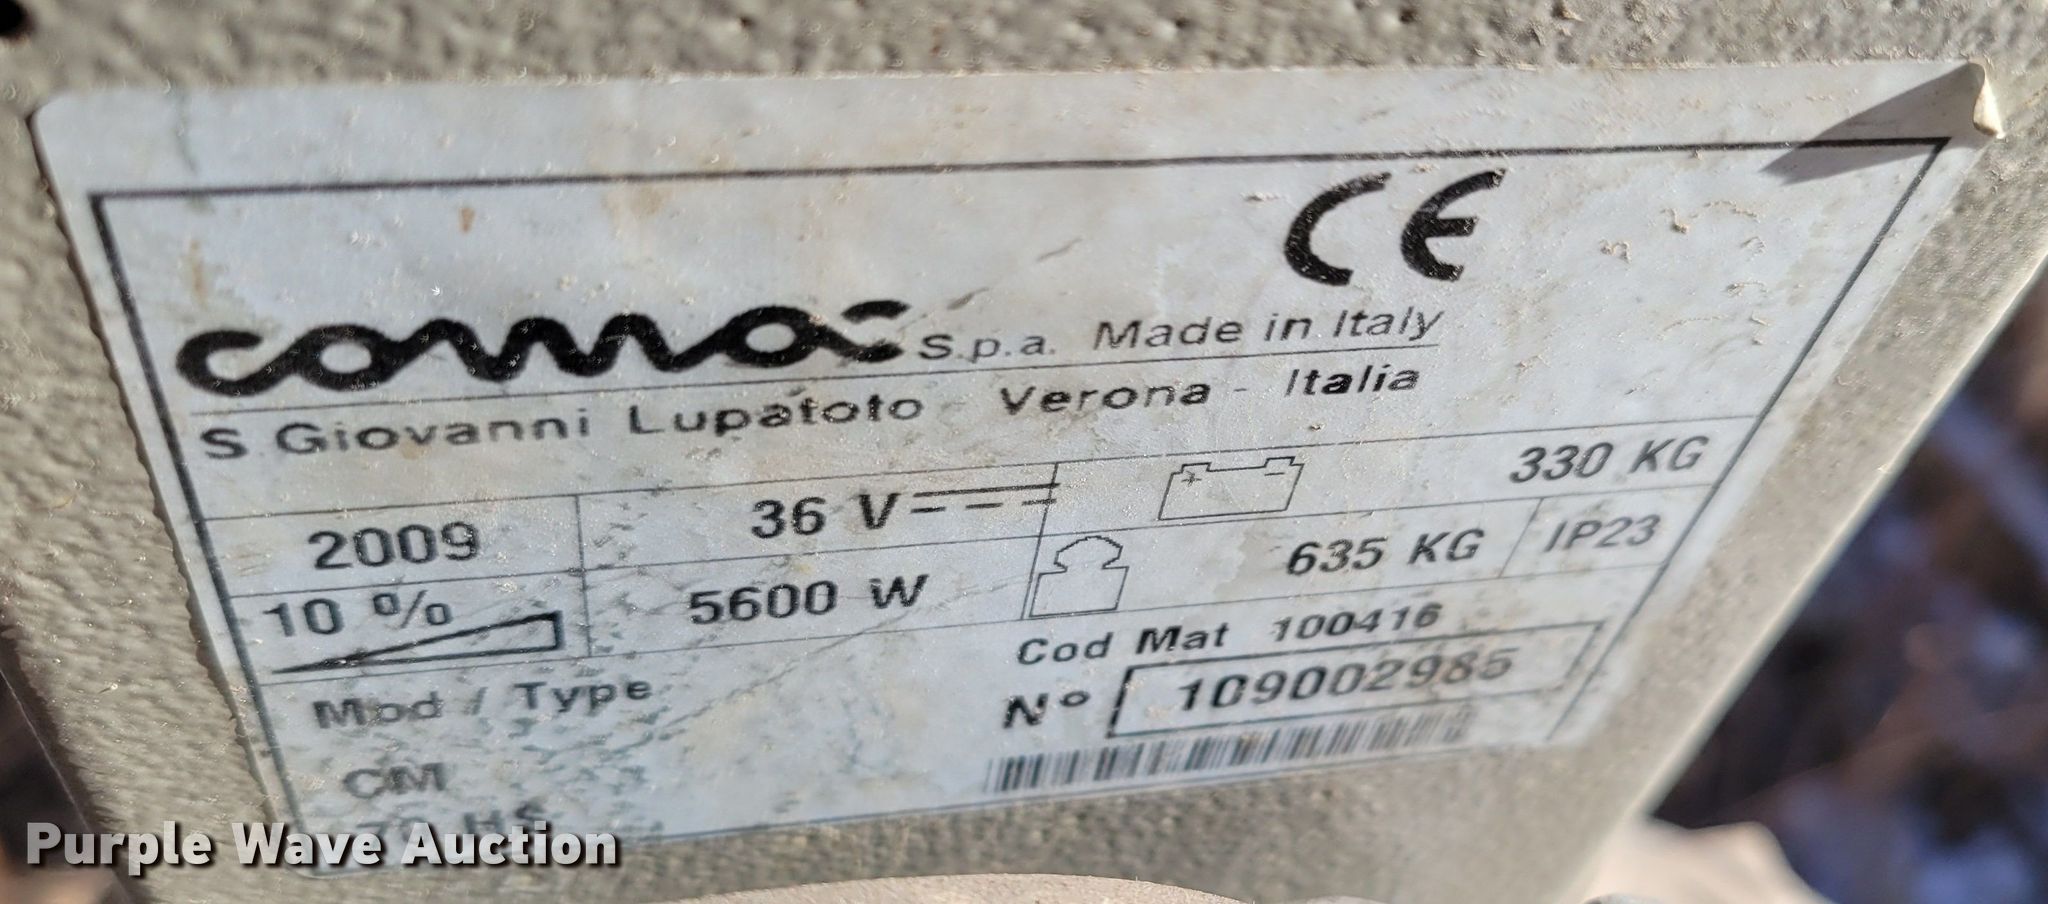 CE
comac S.p.a. Made in Italy
S. Giovanni Lupatoto - Verona - Italia
2009 36 V 330 KG
10 % 5600 W 635 KG IP23
Cod Mat 100416
Mod / Type N° 109002985
CM
HS
Purple Wave Auction